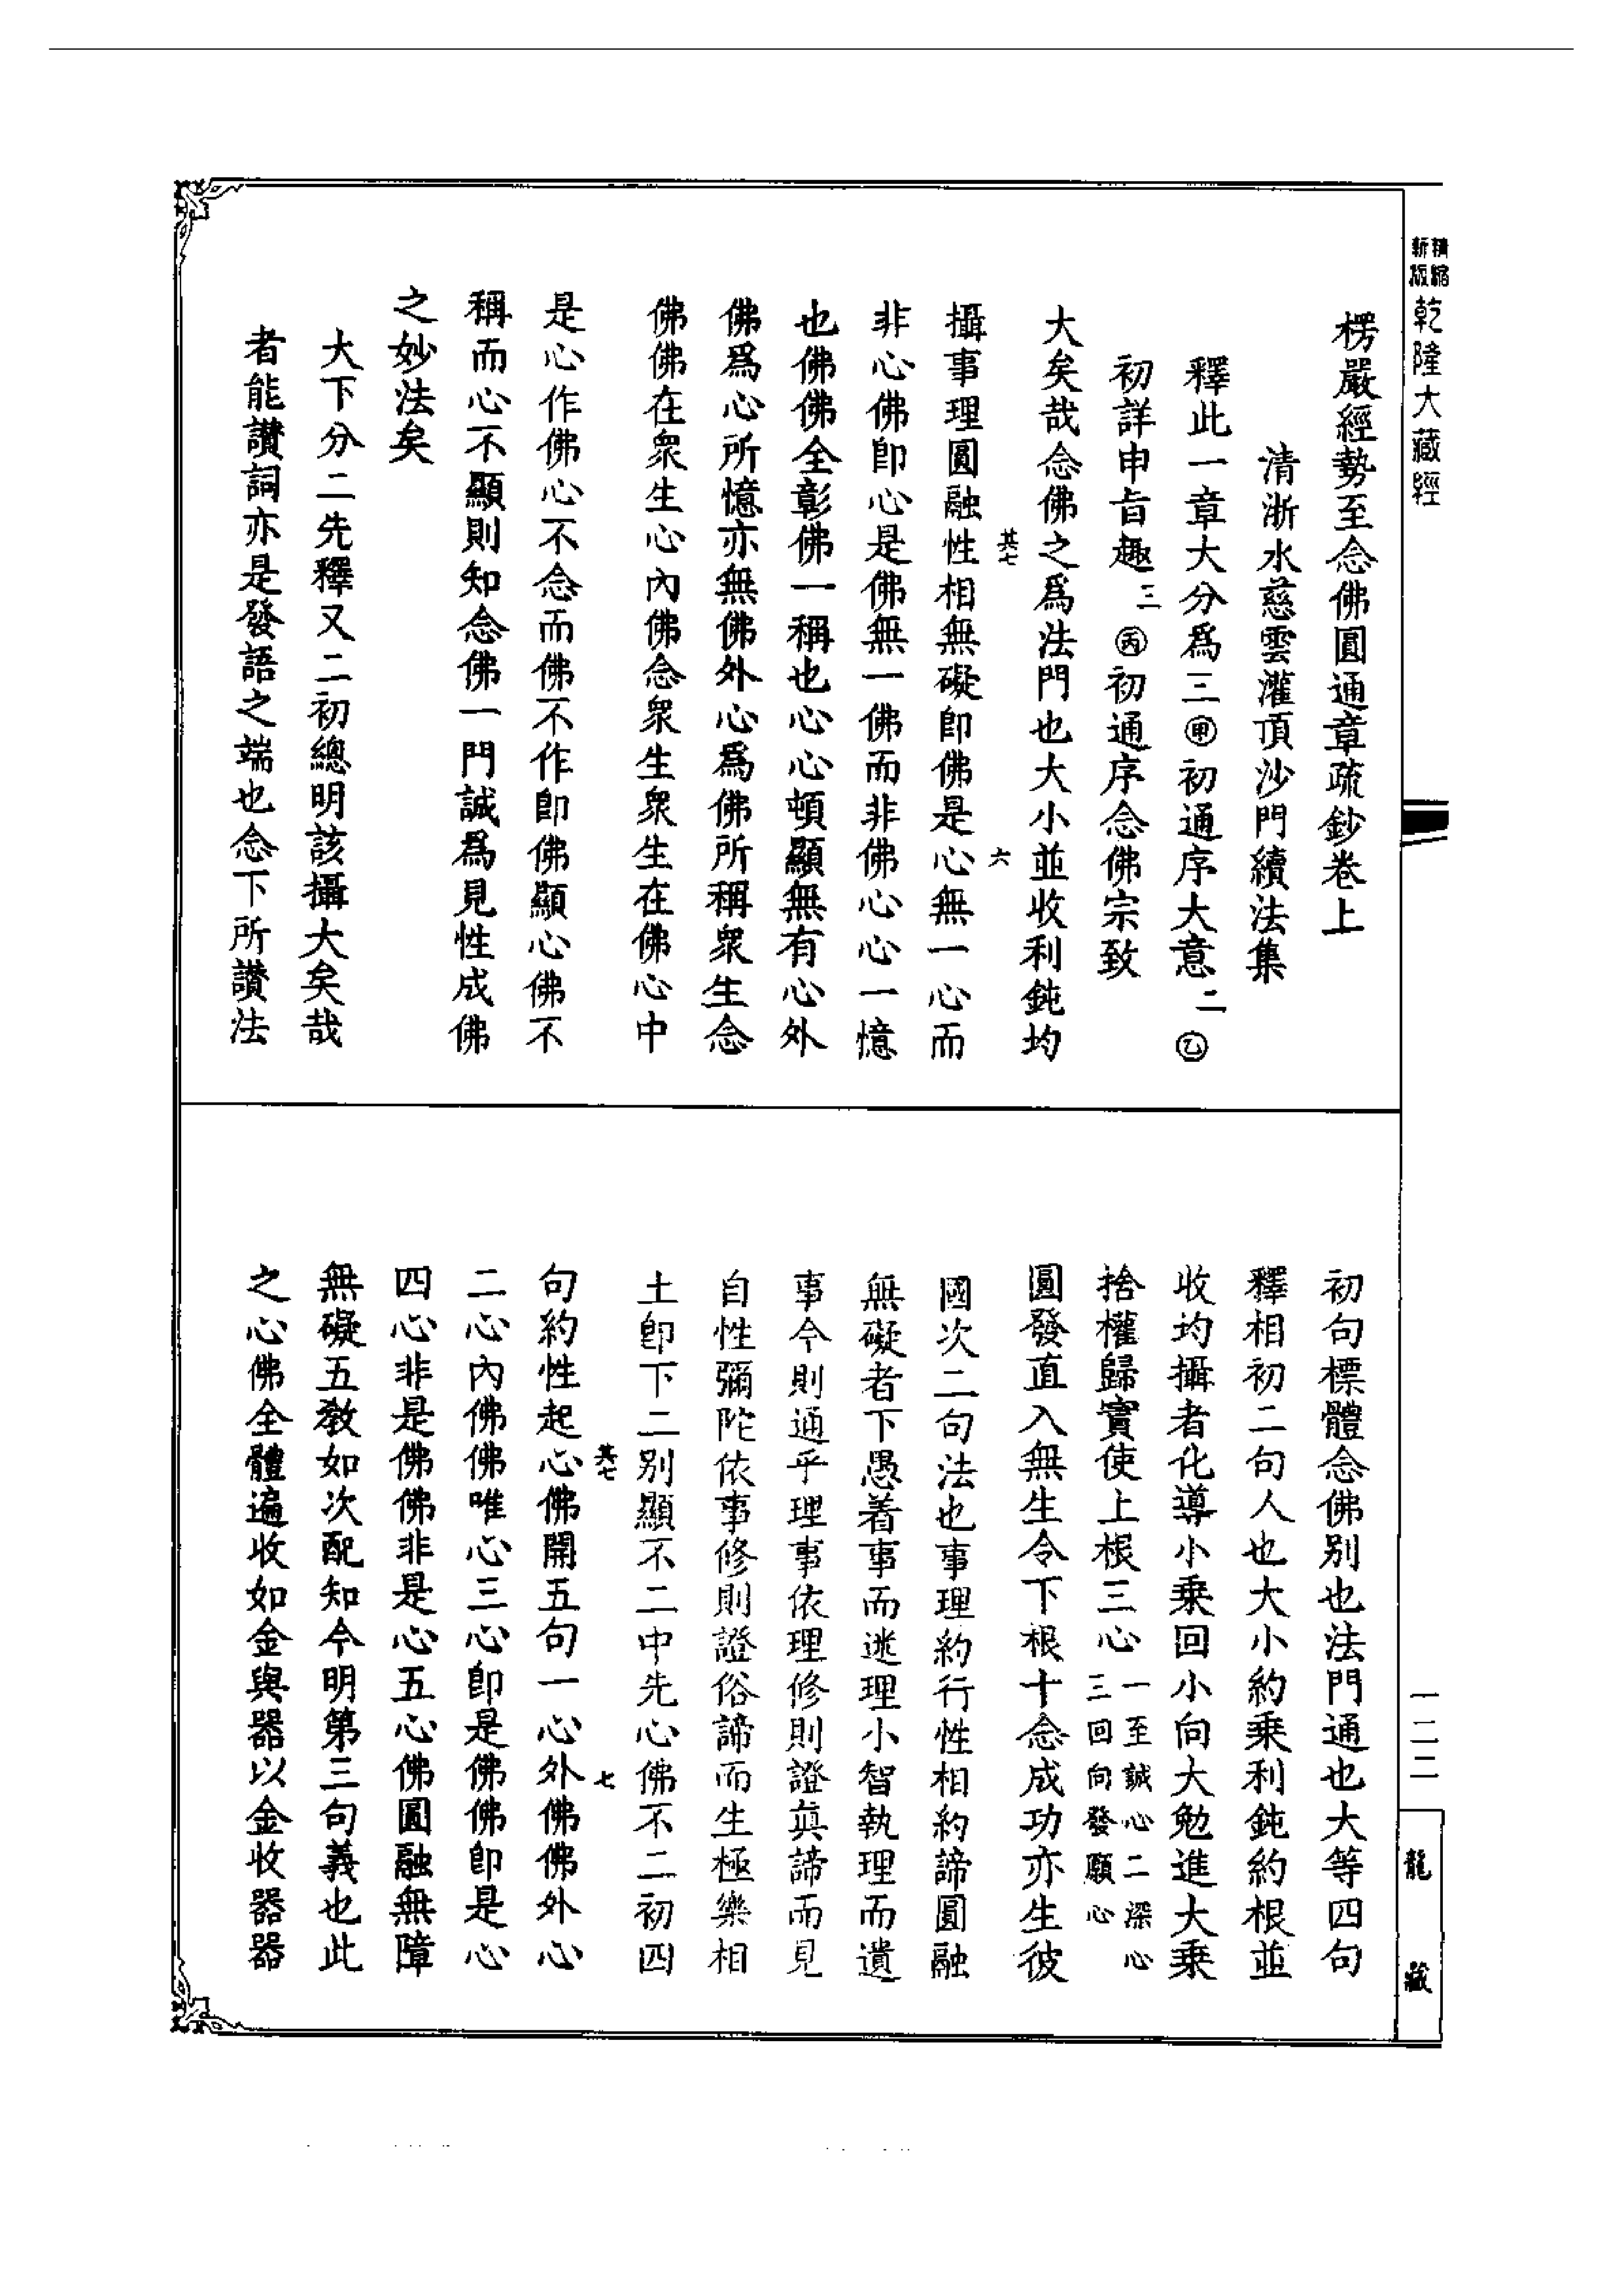 精縮新版乾隆大藏經
楞嚴經勢至念佛圓通章疏鈔卷上
清浙水慈雲灌頂沙門續法集
釋此一章大分爲三㊙甲初通序大意二㊚乙
初詳申旨趣三丙初通序念佛宗致
大矣哉念佛之爲法門也大小並收利鈍均
其七 六
攝事理圓融性相無礙卽佛是心無一心而
非心佛卽心是佛無一佛而非佛心心一憶
也佛佛全彰佛一稱也心心頓顯無有心外
佛爲心所憶亦無佛外心爲佛所稱衆生念
佛佛在衆生心內佛念衆生衆生在佛心中
是心作佛心不念而佛不作卽佛顯心佛不
稱而心不顯則知念佛一門誠爲見性成佛
之妙法矣
大下分二先釋又二初總明該攝大矣哉
者能讚詞亦是發語之端也念下所讚法
初句標體念佛别也法門通也大等四句
釋相初二句人也大小約乘利鈍約根並
收均攝者化導小乘回小向大勉進大乘
捨權歸實使上根三心一至誠心二深心三回向發願心
圓發直入無生令下根十念成功亦生彼
國次二句法也事理約行性相約諦圓融
無礙者下愚着事而迷理小智執理而遺
事今則通乎理事依理修則證眞諦而見
自性彌陀依事修則證俗諦而生極樂相
土卽下二别顯不二中先心佛不二初四
其七 七
句約性起心佛開五句一心外佛佛外心
二心內佛佛唯心三心卽是佛佛卽是心
四心非是佛佛非是心五心佛圓融無障
無礙五教如次配知今明第三句義也此
之心佛全體遍收如金與器以金收器器
一二二
龍藏